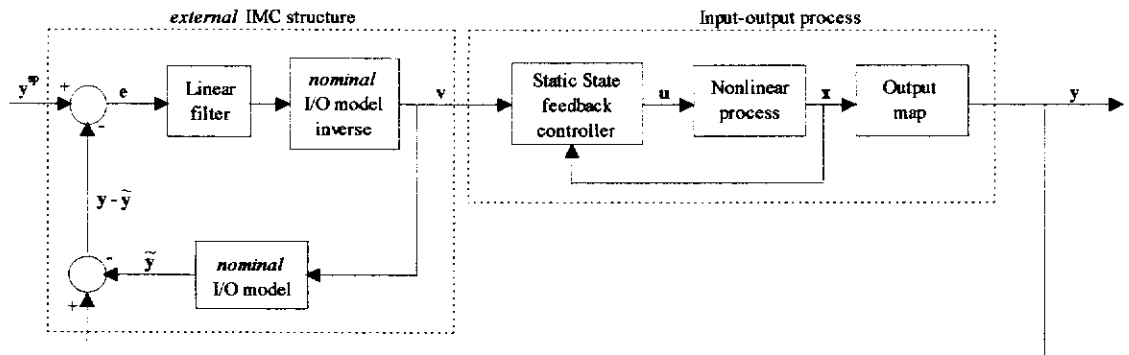 external IMC structure
Input-output process
y^sp
+
e
-
Linear
filter
nominal
I/O model
inverse
v
Static State
feedback
controller
u
Nonlinear
process
x
Output
map
y
y - ỹ
-
ỹ
+
nominal
I/O model